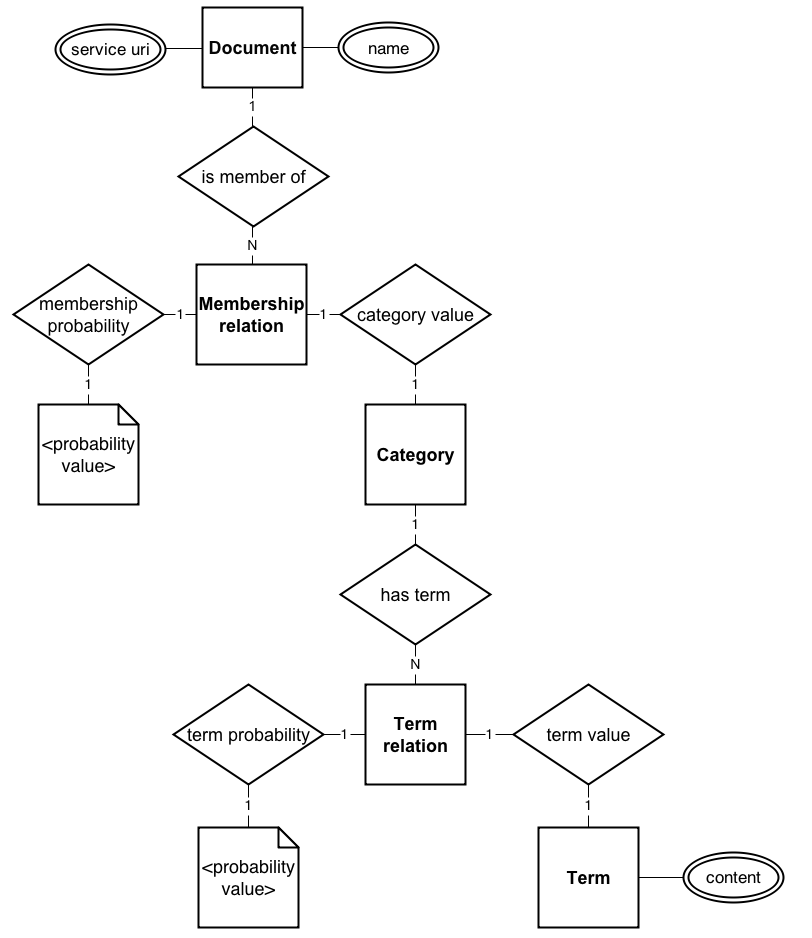 service uri
Document
name
1
is member of
N
membership
probability
1
Membership
relation
1
category value
1
1
<probability
value>
Category
1
has term
N
term probability
1
Term
relation
1
term value
1
1
<probability
value>
Term
content